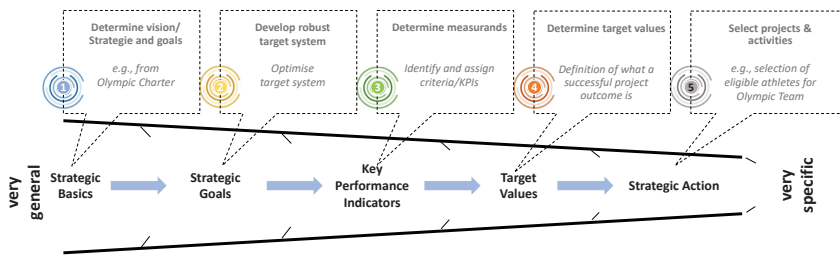 Determine vision/
Strategie and goals
e.g., from
Olympic Charter
1
Develop robust
target system
Optimise
target system
2
Determine measurands
Identify and assign
criteria/KPIs
3
Determine target values
Definition of what a
successful project
outcome is
4
Select projects &
activities
e.g., selection of
eligible athletes for
Olympic Team
5
very
general
Strategic
Basics
Strategic
Goals
Key
Performance
Indicators
Target
Values
Strategic Action
very
specific